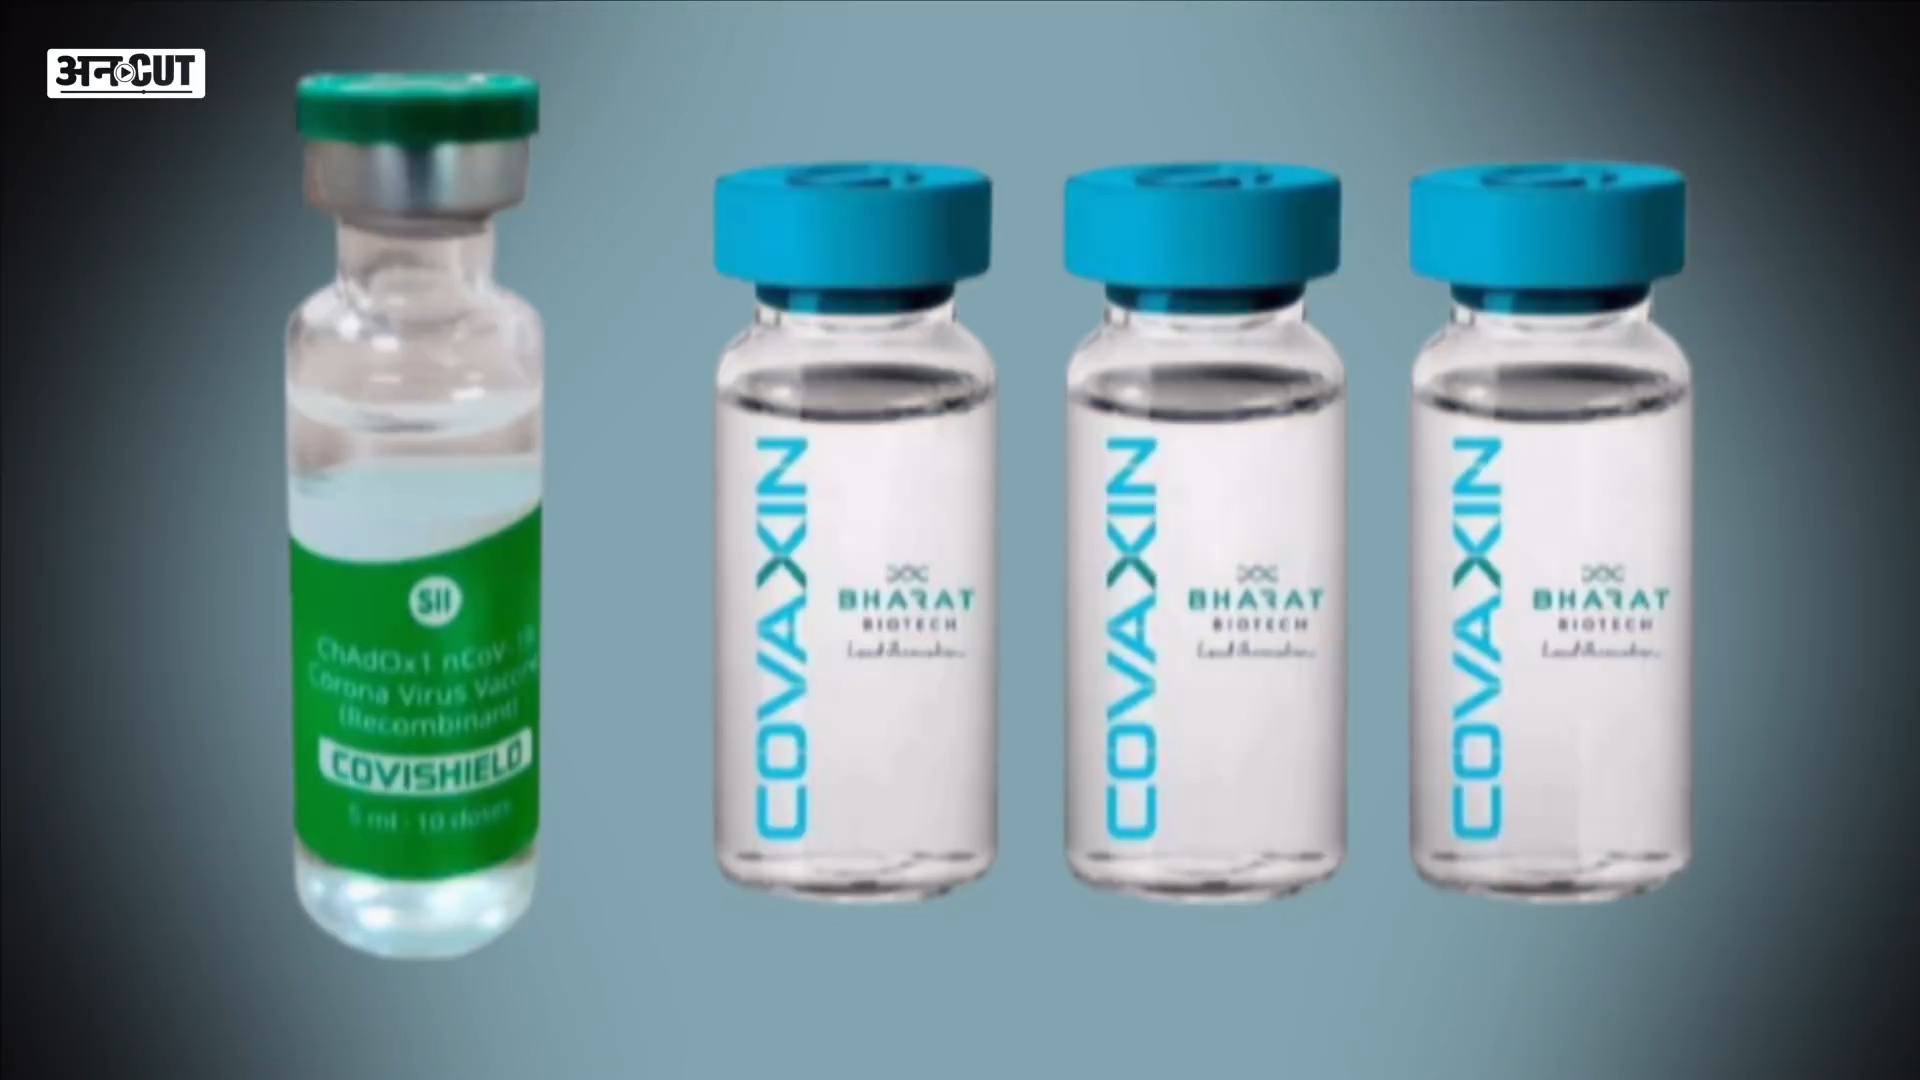 अनCUT
Sii
ChAdOx1 nCoV-19
Corona Virus Vaccine
(Recombinant)
COVISHIELD
5 ml - 10 doses
COVAXIN
BHARAT
BIOTECH
COVAXIN
BHARAT
BIOTECH
COVAXIN
BHARAT
BIOTECH